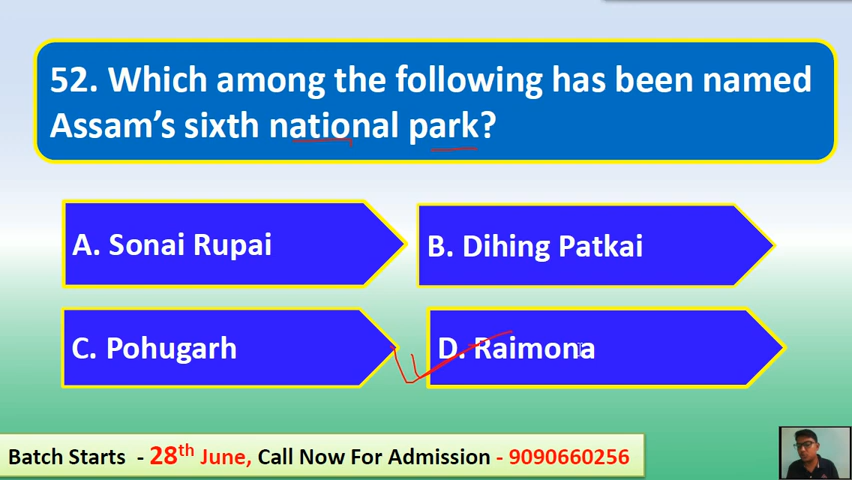 52. Which among the following has been named
Assam’s sixth national park?
A. Sonai Rupai
B. Dihing Patkai
C. Pohugarh
D. Raimona
Batch Starts - 28th June, Call Now For Admission - 9090660256